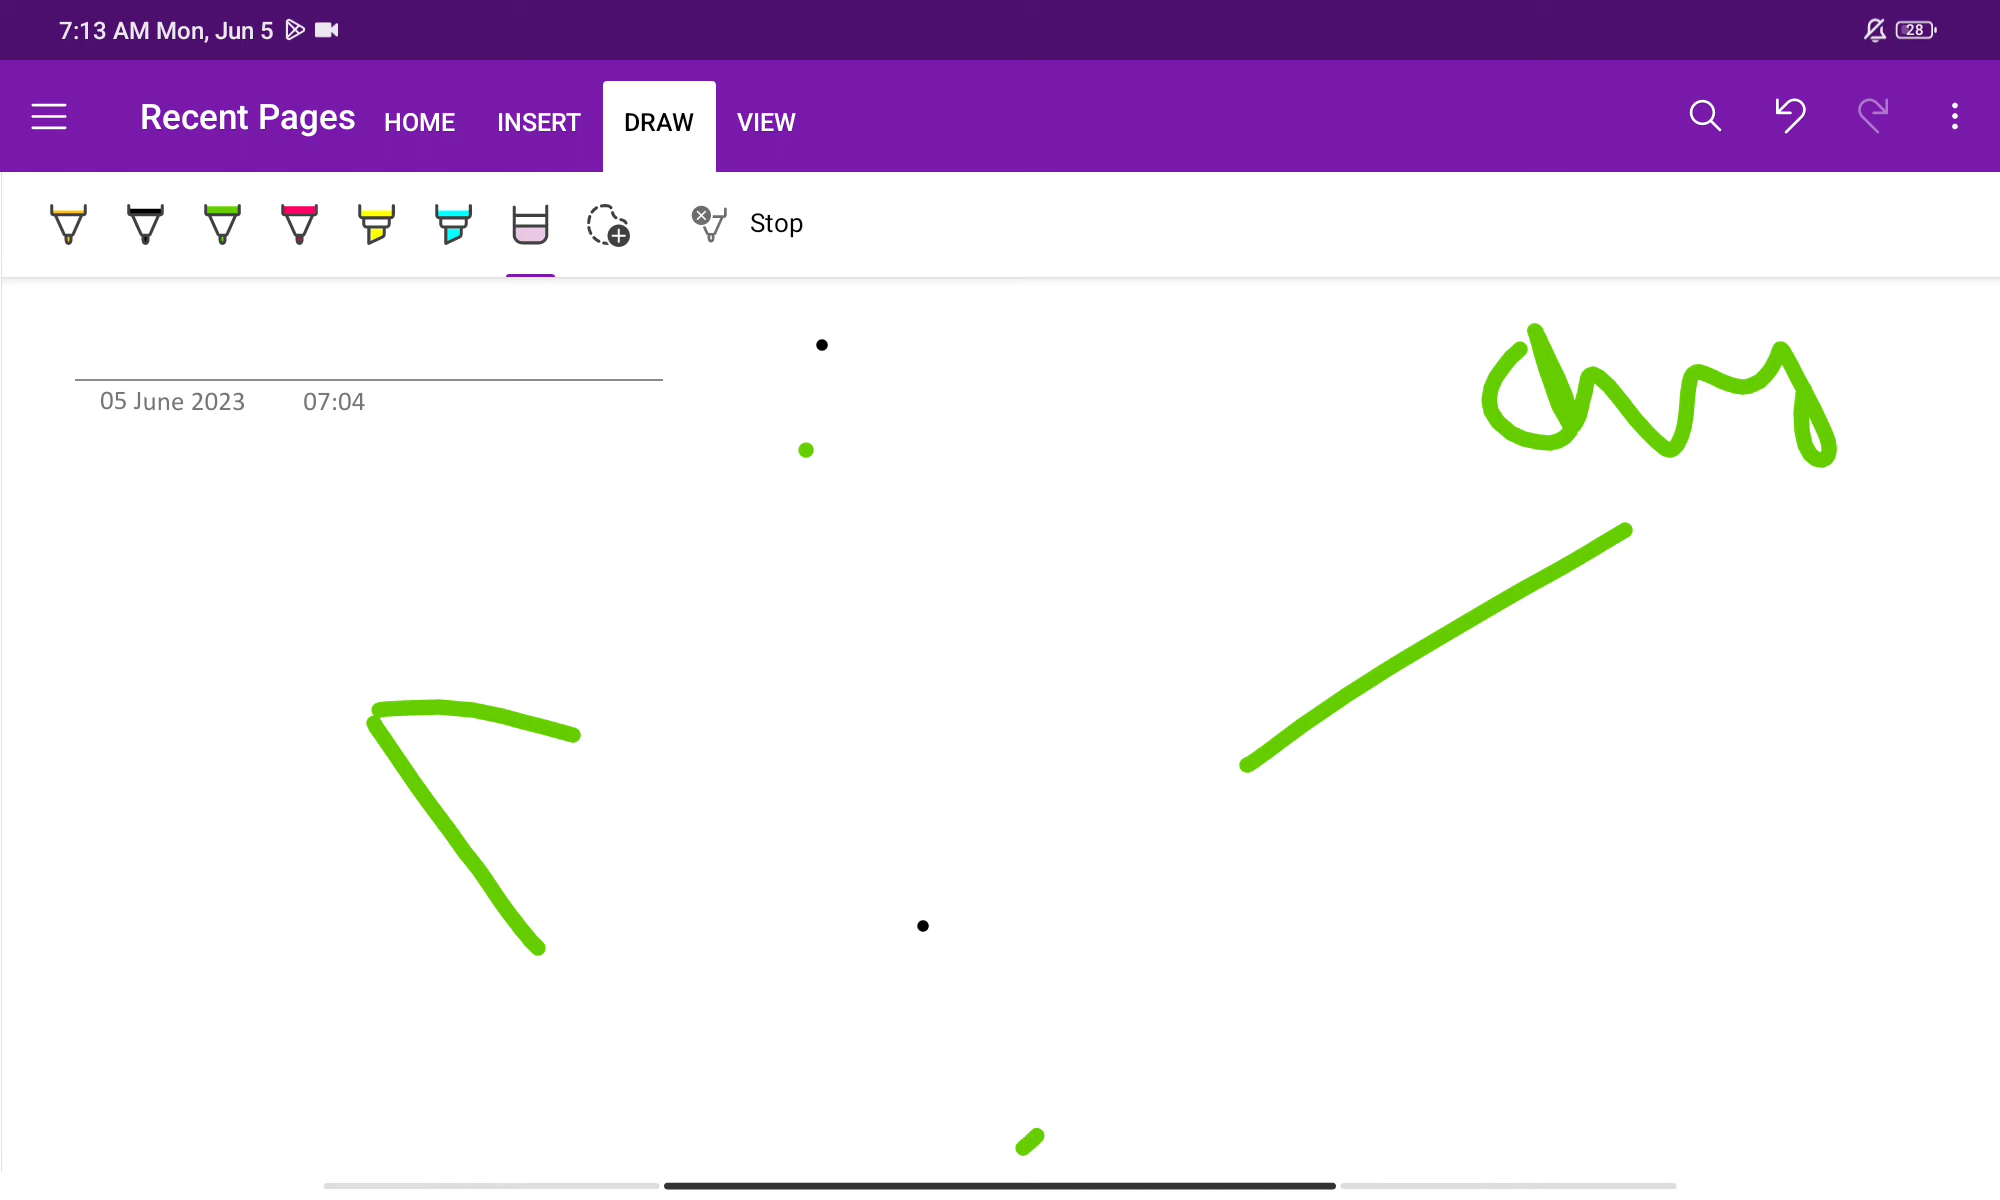 7:13 AM Mon, Jun 5 28
Recent Pages HOME INSERT DRAW VIEW
Stop
05 June 2023 07:04